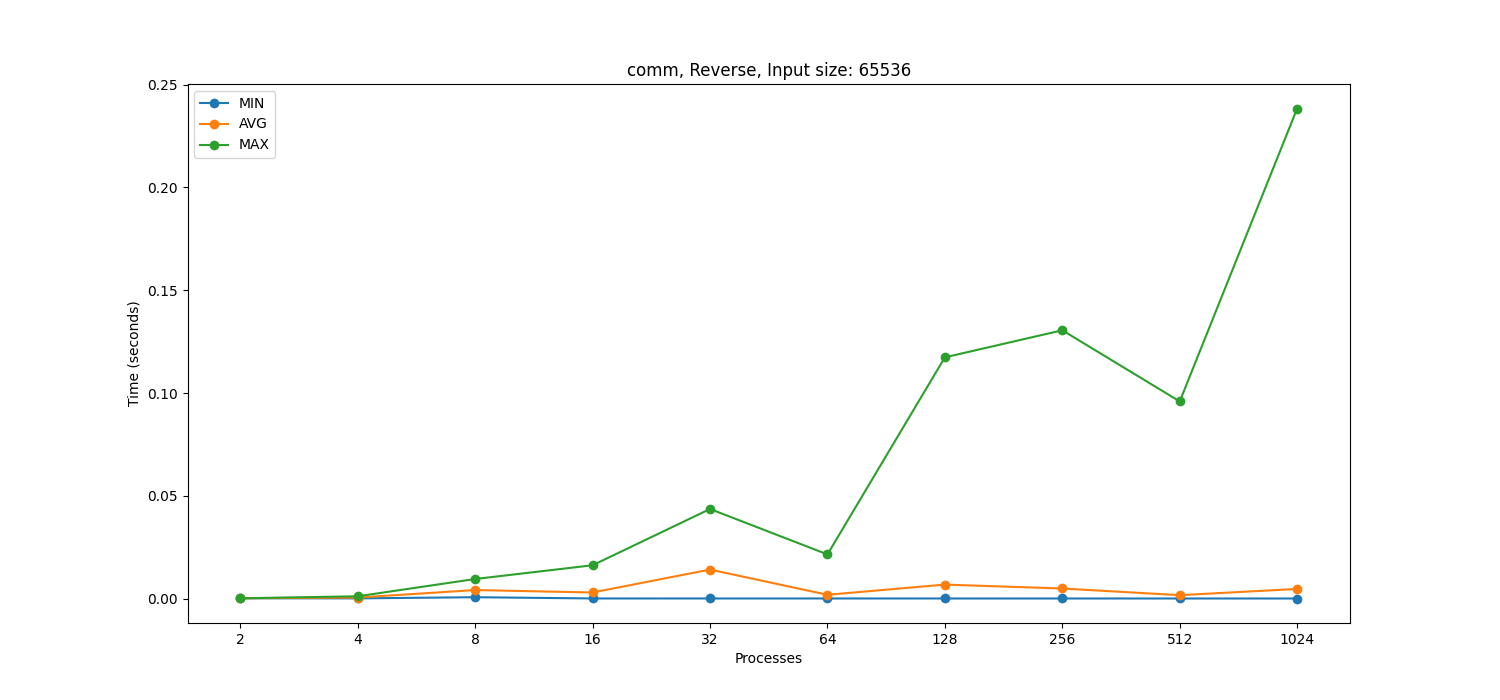 comm, Reverse, Input size: 65536
MIN
AVG
MAX
Time (seconds)
0.25
0.20
0.15
0.10
0.05
0.00
2 4 8 16 32 64 128 256 512 1024
Processes